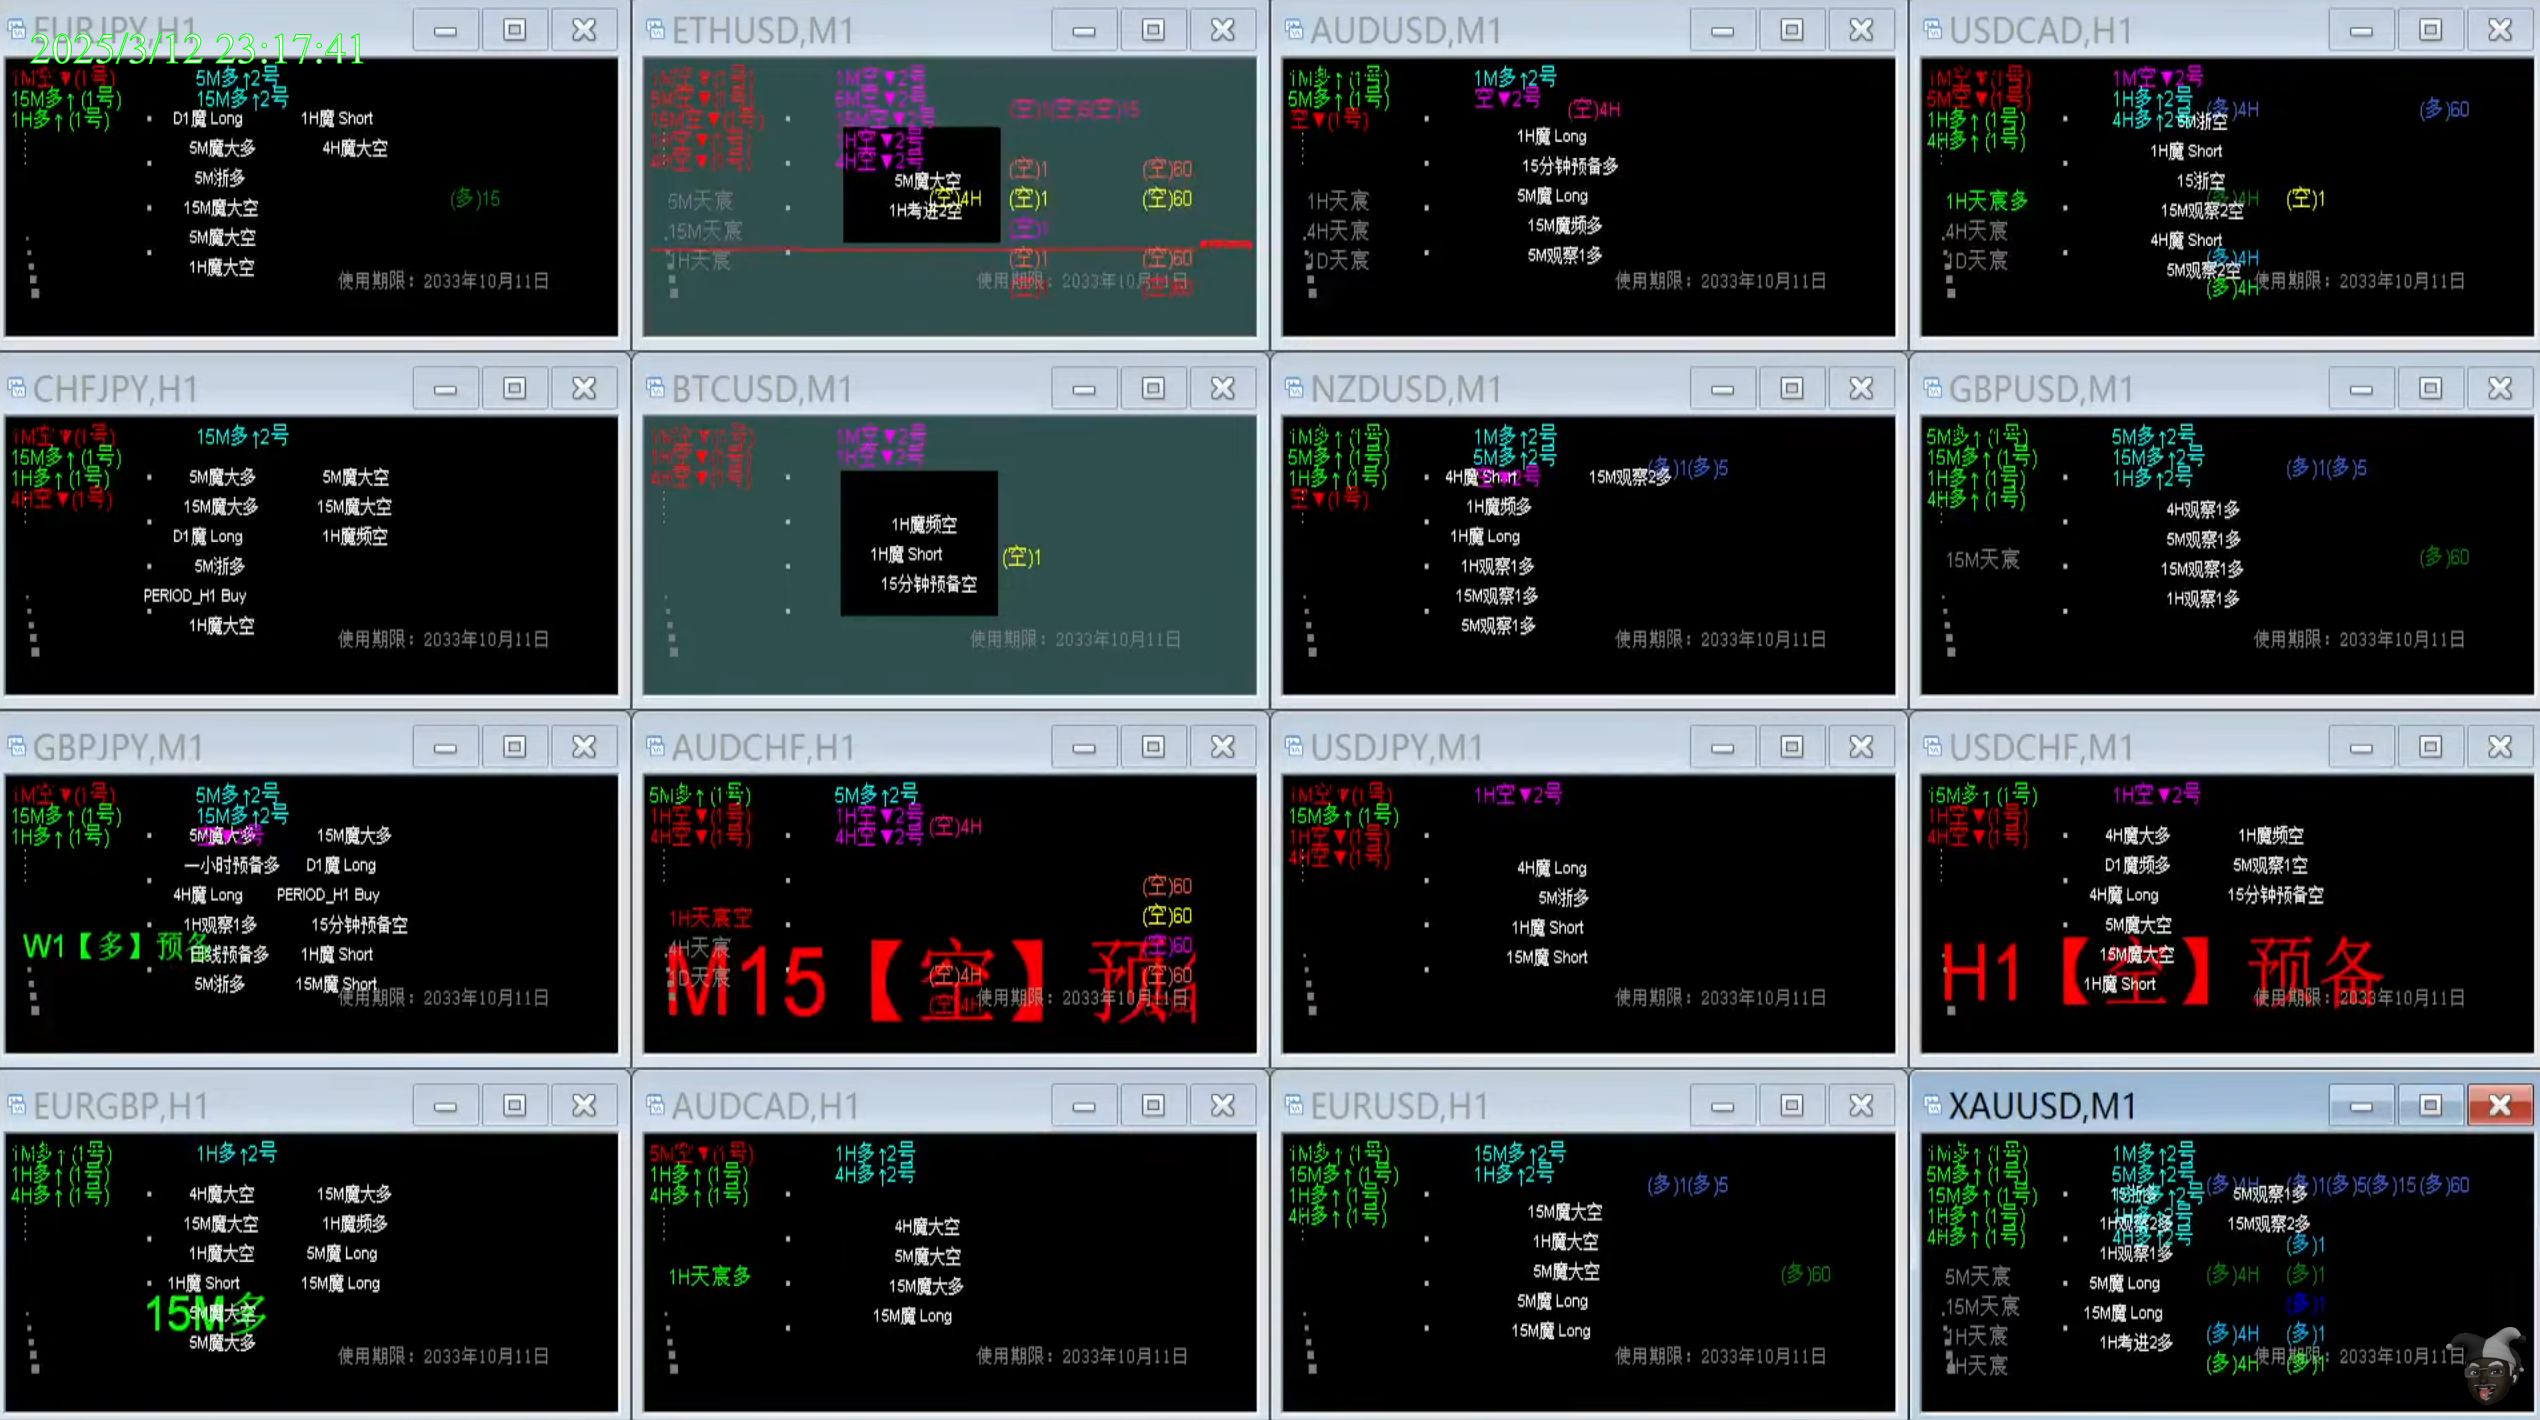 EURJPY,H1
2025/3/12 23:17:41
1M空▼(1号) 5M多↑2号
15M多↑(1号) 15M多↑2号
1H多↑(1号) D1魔 Long 1H魔 Short
5M魔大多 4H魔大空
5M浙多
15M魔大空 (多)15
5M魔大空
1H魔大空
使用期限：2033年10月11日
ETHUSD,M1
1M空▼(1号) 1M空▼2号
5M空▼(1号) 5M空▼2号
(空)1(空)5(空)15
15M空▼(1号) 15M空▼2号
1H空▼(1号) 1H空▼2号
4H空▼(1号) 4H空▼2号
(空)1 (空)60
5M魔大空
5M天宸 (空)4H (空)1 (空)60
1H考进2空
15M天宸 (空)1
1H天宸 (空)1 (空)60
使用期限：2033年10月11日
AUDUSD,M1
1M多↑(1号) 1M多↑2号
5M多↑(1号) 空▼2号 (空)4H
空▼(1号)
1H魔 Long
15分钟预备多
5M魔 Long
1H天宸
15M魔频多
4H天宸
5M观察1多
1D天宸
使用期限：2033年10月11日
USDCAD,H1
1M空▼(1号) 1M空▼2号
5M空▼(1号) 1H多↑2号 (多)4H (多)60
1H多↑(1号) 4H多↑2号 5M浙空
4H多↑(1号)
1H魔 Short
15浙空
1H天宸多 (多)4H (空)1
15M观察2空
4H天宸
4H魔 Short
1D天宸 (多)4H
5M观察2空
(多)4H 使用期限：2033年10月11日
CHFJPY,H1
1M空▼(1号) 15M多↑2号
15M多↑(1号)
1H多↑(1号) 5M魔大多 5M魔大空
4H空▼(1号) 15M魔大多 15M魔大空
D1魔 Long 1H魔频空
5M浙多
PERIOD_H1 Buy
1H魔大空
使用期限：2033年10月11日
BTCUSD,M1
1M空▼(1号) 1M空▼2号
1H空▼(1号) 1H空▼2号
4H空▼(1号)
1H魔频空
1H魔 Short (空)1
15分钟预备空
使用期限：2033年10月11日
NZDUSD,M1
1M多↑(1号) 1M多↑2号
5M多↑(1号) 5M多↑2号 (多)1(多)5
1H多↑(1号) 4H魔 Short 空▼2号 15M观察2多
空▼(1号) 1H魔频多
1H魔 Long
1H观察1多
15M观察1多
5M观察1多
使用期限：2033年10月11日
GBPUSD,M1
5M多↑(1号) 5M多↑2号
15M多↑(1号) 15M多↑2号 (多)1(多)5
1H多↑(1号) 1H多↑2号
4H多↑(1号) 4H观察1多
5M观察1多
15M天宸 (多)60
15M观察1多
1H观察1多
使用期限：2033年10月11日
GBPJPY,M1
1M空▼(1号) 5M多↑2号
15M多↑(1号) 15M多↑2号
1H多↑(1号) 5M魔大多 15M魔大多
一小时预备多 D1魔 Long
4H魔 Long PERIOD_H1 Buy
1H观察1多 15分钟预备空
W1【多】预备
日线预备多 1H魔 Short
5M浙多 15M魔 Short
使用期限：2033年10月11日
AUDCHF,H1
5M多↑(1号) 5M多↑2号
1H空▼(1号) 1H空▼2号
4H空▼(1号) 4H空▼2号 (空)4H
(空)60
1H天宸空 (空)60
4H天宸 (空)60
1D天宸 (空)4H (空)60
M15【空】预
(空)4H 使用期限：2033年10月11日
USDJPY,M1
1M空▼(1号) 1H空▼2号
15M多↑(1号)
1H空▼(1号)
4H空▼(1号)
4H魔 Long
5M浙多
1H魔 Short
15M魔 Short
使用期限：2033年10月11日
USDCHF,M1
15M多↑(1号) 1H空▼2号
1H空▼(1号)
4H空▼(1号) 4H魔大多 1H魔频空
D1魔频多 5M观察1空
4H魔 Long 15分钟预备空
5M魔大空
15M魔大空
H1【空】预备
1H魔 Short
使用期限：2033年10月11日
EURGBP,H1
1M多↑(1号) 1H多↑2号
1H多↑(1号)
4H多↑(1号) 4H魔大空 15M魔大多
15M魔大空 1H魔频多
1H魔大空 5M魔 Long
1H魔 Short 15M魔 Long
15M多
5M魔大空
5M魔大多
使用期限：2033年10月11日
AUDCAD,H1
5M空▼(1号) 1H多↑2号
1H多↑(1号) 4H多↑2号
4H多↑(1号)
4H魔大空
5M魔大空
1H天宸多
15M魔大多
15M魔 Long
使用期限：2033年10月11日
EURUSD,H1
1M多↑(1号) 15M多↑2号
15M多↑(1号) 1H多↑2号 (多)1(多)5
1H多↑(1号)
4H多↑(1号) 15M魔大空
1H魔大空
5M魔大空 (多)60
5M魔 Long
15M魔 Long
使用期限：2033年10月11日
XAUUSD,M1
1M多↑(1号) 1M多↑2号
5M多↑(1号) 5M多↑2号 (多)4H (多)1(多)5(多)15(多)60
15M多↑(1号) 15浙多 5M观察1多
1H多↑(1号) 1H观察2多 15M观察2多
4H多↑(1号) 4H多↑2号 (多)1
1H观察1多
5M天宸 5M魔 Long (多)4H (多)1
15M天宸 15M魔 Long (多)1
1H天宸 1H考进2多 (多)4H (多)1
4H天宸 (多)4H (多)1 使用期限：2033年10月11日